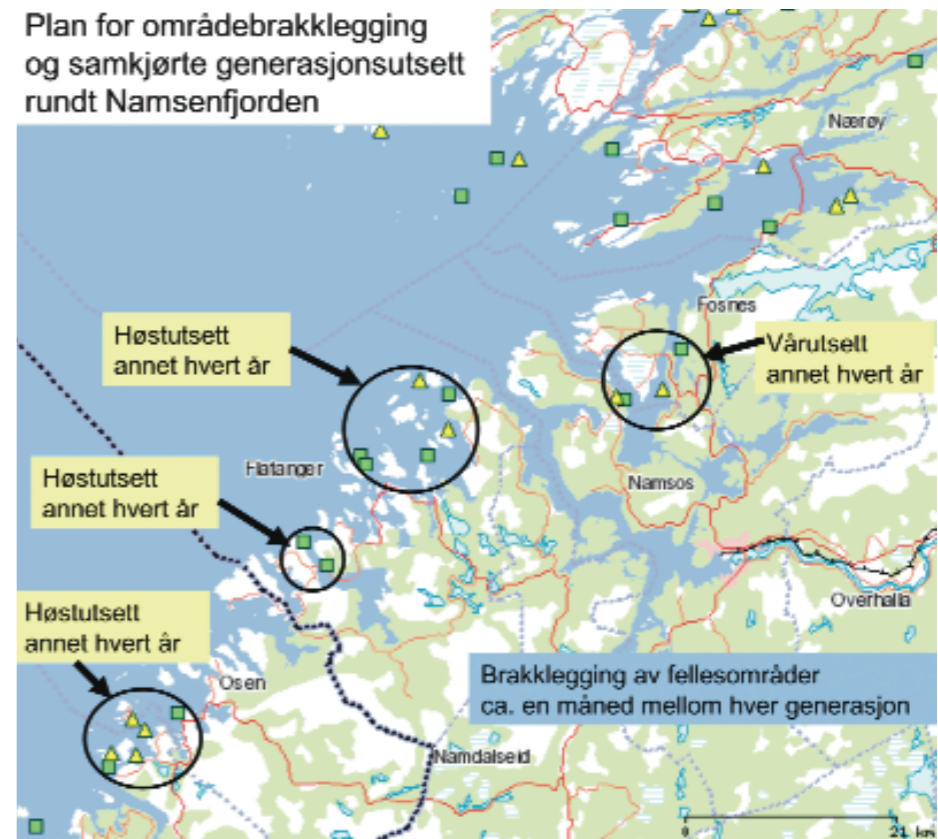 Plan for områdebrakklegging
og samkjørte generasjonsutsett
rundt Namsenfjorden
Nærøy
Fosnes
Høstutsett
annet hvert år
Vårutsett
annet hvert år
Flatanger
Høstutsett
annet hvert år
Namsos
Overhalla
Høstutsett
annet hvert år
Osen
Brakklegging av fellesområder
ca. en måned mellom hver generasjon
Namdalseid
0 21 km